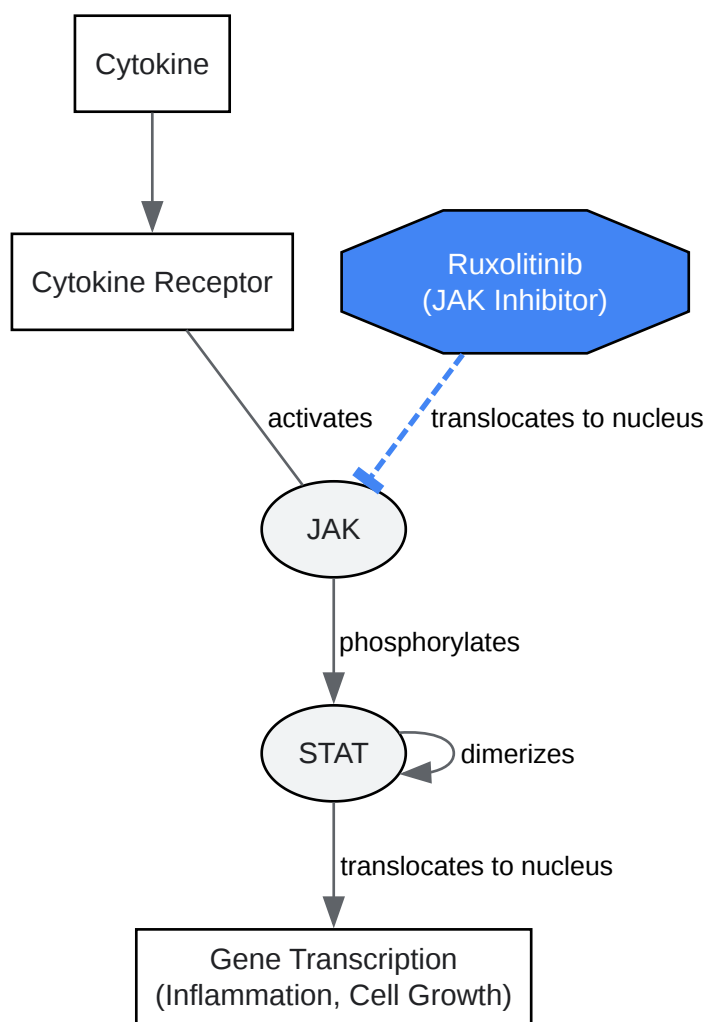 Cytokine
Cytokine Receptor
Ruxolitinib
(JAK Inhibitor)
activates
translocates to nucleus
JAK
phosphorylates
STAT
dimerizes
translocates to nucleus
Gene Transcription
(Inflammation, Cell Growth)